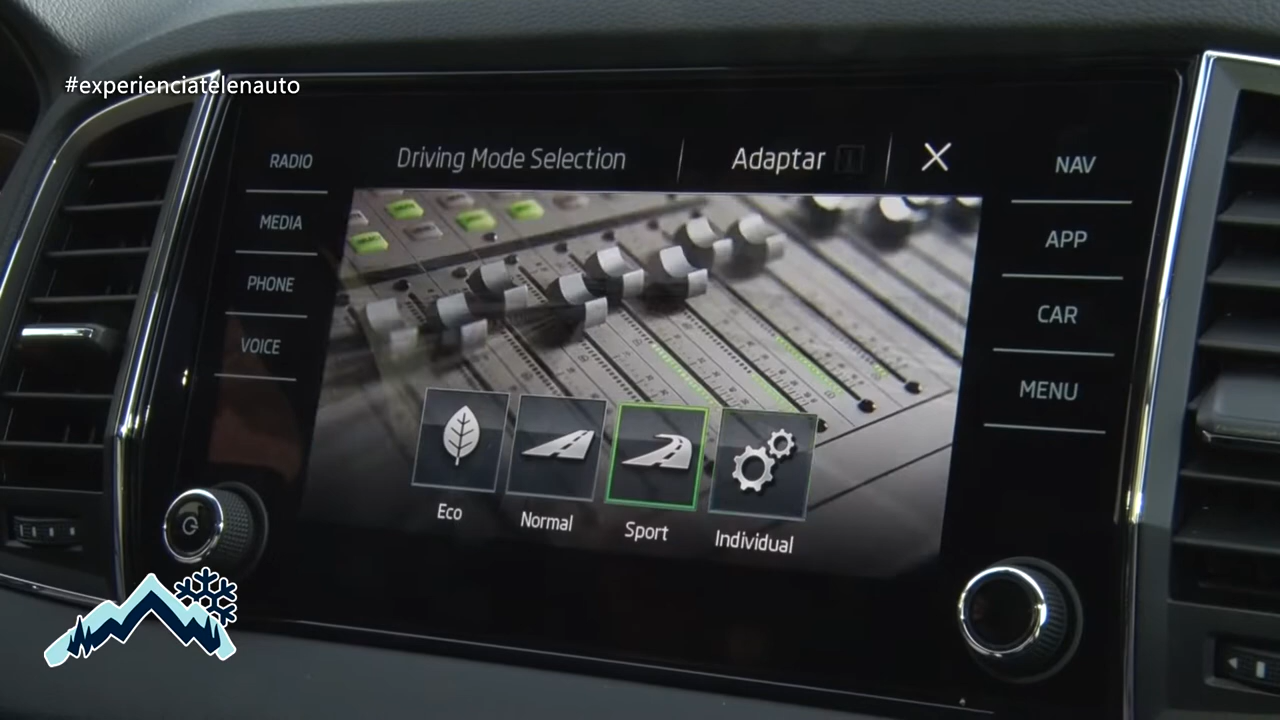 #experienciatelenauto
RADIO
MEDIA
PHONE
VOICE
Driving Mode Selection
Adaptar
Eco
Normal
Sport
Individual
NAV
APP
CAR
MENU